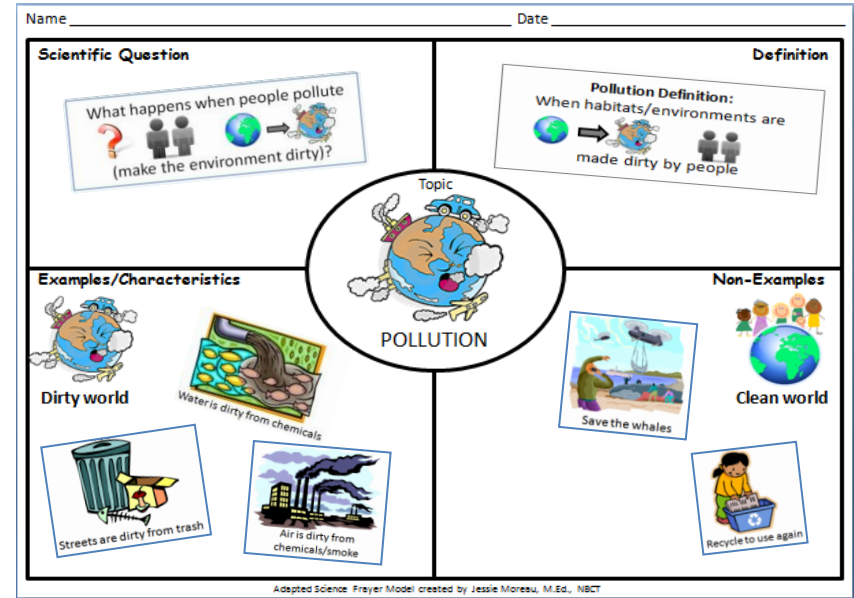 Name Date
Scientific Question
Definition
What happens when people pollute
(make the environment dirty)?
Pollution Definition:
When habitats/environments are
made dirty by people
Topic
POLLUTION
Examples/Characteristics
Non-Examples
Dirty world
Water is dirty from chemicals
Streets are dirty from trash
Air is dirty from
chemicals/smoke
Save the whales
Clean world
Recycle to use again
Adapted Science Frayer Model created by Jessie Moreau, M.Ed., NBCT